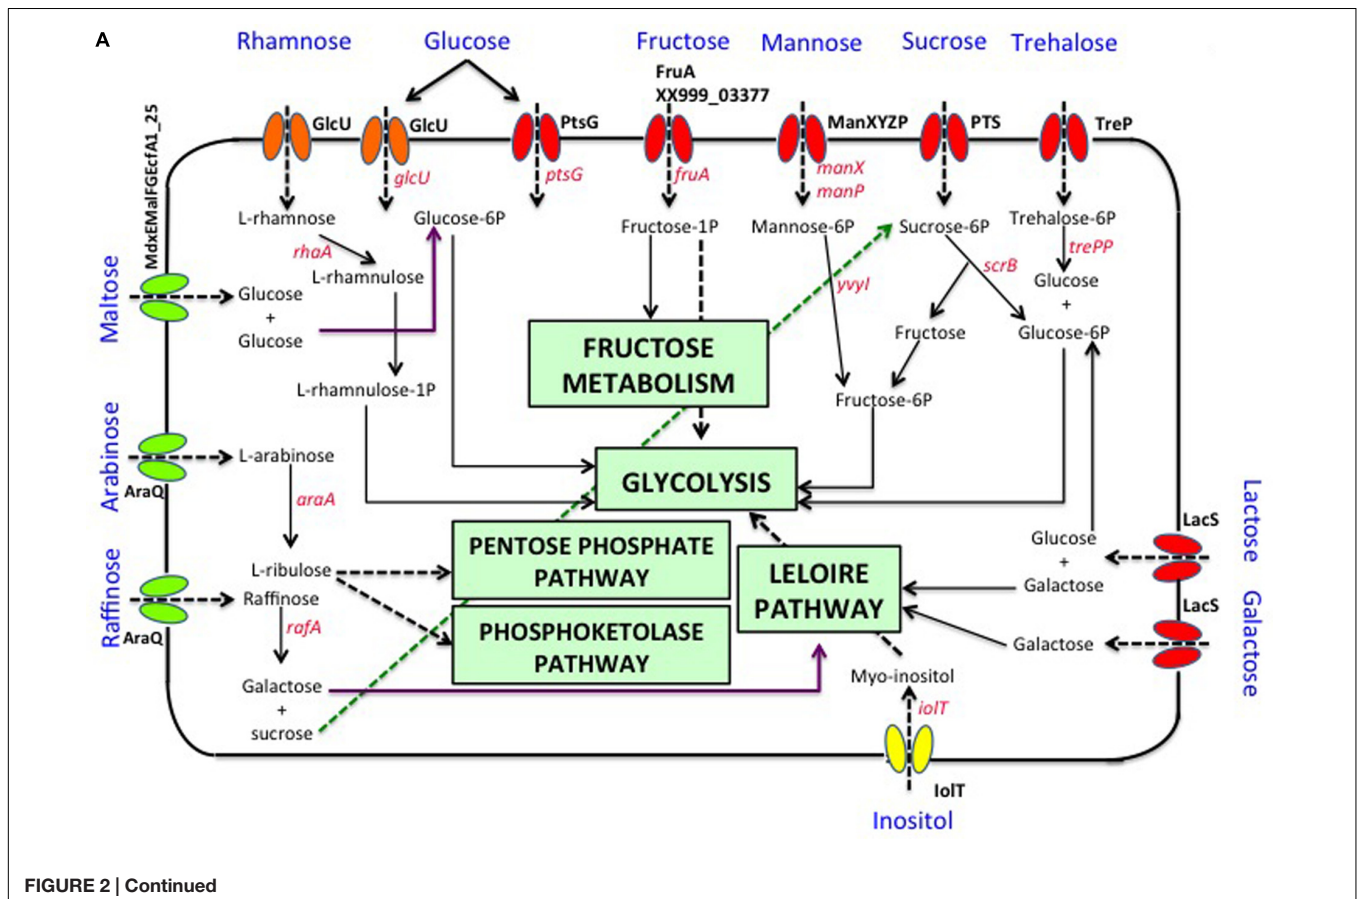 A
Rhamnose
Glucose
Fructose
Mannose
Sucrose
Trehalose
FruA
XX999_03377
GlcU
GlcU
PtsG
ManXYZP
PTS
TreP
MdxEMalFGEcfA1_25
glcU
ptsG
fruA
manX
manP
L-rhamnose
Glucose-6P
Fructose-1P
Mannose-6P
Sucrose-6P
Trehalose-6P
rhaA
L-rhamnulose
yvyI
scrB
trePP
Maltose
Glucose
+
Glucose
Glucose
+
Glucose-6P
Fructose
FRUCTOSE
METABOLISM
L-rhamnulose-1P
Fructose-6P
Arabinose
L-arabinose
AraQ
araA
GLYCOLYSIS
Lactose
LacS
Glucose
+
Galactose
PENTOSE PHOSPHATE
PATHWAY
LELOIRE
PATHWAY
Raffinose
L-ribulose
Raffinose
AraQ
rafA
PHOSPHOKETOLASE
PATHWAY
Galactose
LacS
Galactose
Galactose
+
sucrose
Myo-inositol
iolT
IolT
Inositol
FIGURE 2 | Continued